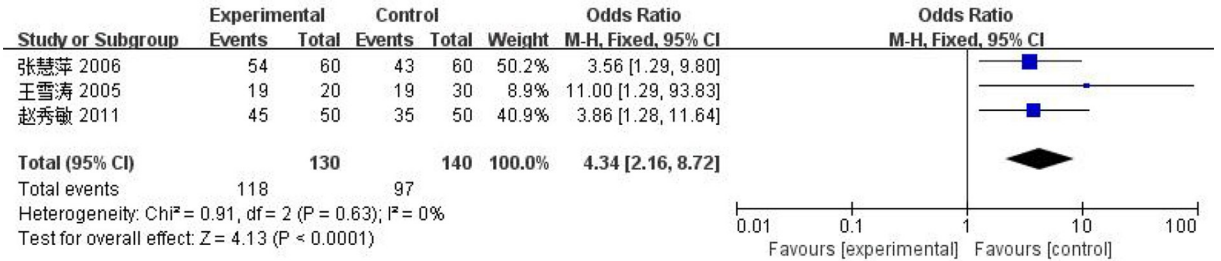 Experimental Control Odds Ratio Odds Ratio
Study or Subgroup Events Total Events Total Weight M-H, Fixed, 95% CI M-H, Fixed, 95% CI
张慧萍 2006 54 60 43 60 50.2% 3.56 [1.29, 9.80]
王雪涛 2005 19 20 19 30 8.9% 11.00 [1.29, 93.83]
赵秀敏 2011 45 50 35 50 40.9% 3.86 [1.28, 11.64]
Total (95% CI) 130 140 100.0% 4.34 [2.16, 8.72]
Total events 118 97
Heterogeneity: Chi² = 0.91, df = 2 (P = 0.63); I² = 0%
Test for overall effect: Z = 4.13 (P < 0.0001)
0.01 0.1 1 10 100
Favours [experimental] Favours [control]